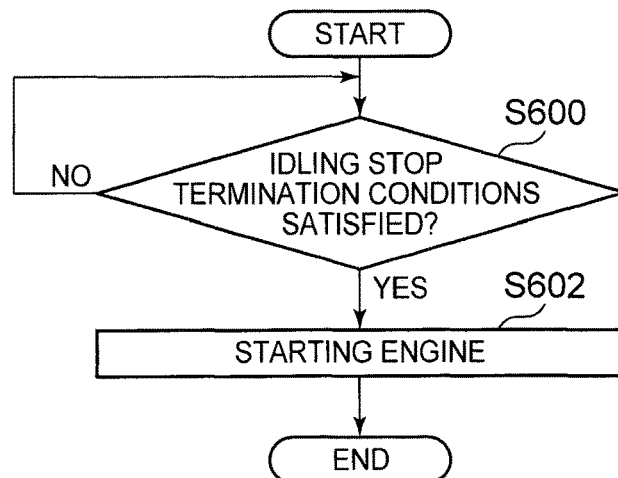 START
S600
IDLING STOP
TERMINATION CONDITIONS
SATISFIED?
NO
YES
S602
STARTING ENGINE
END